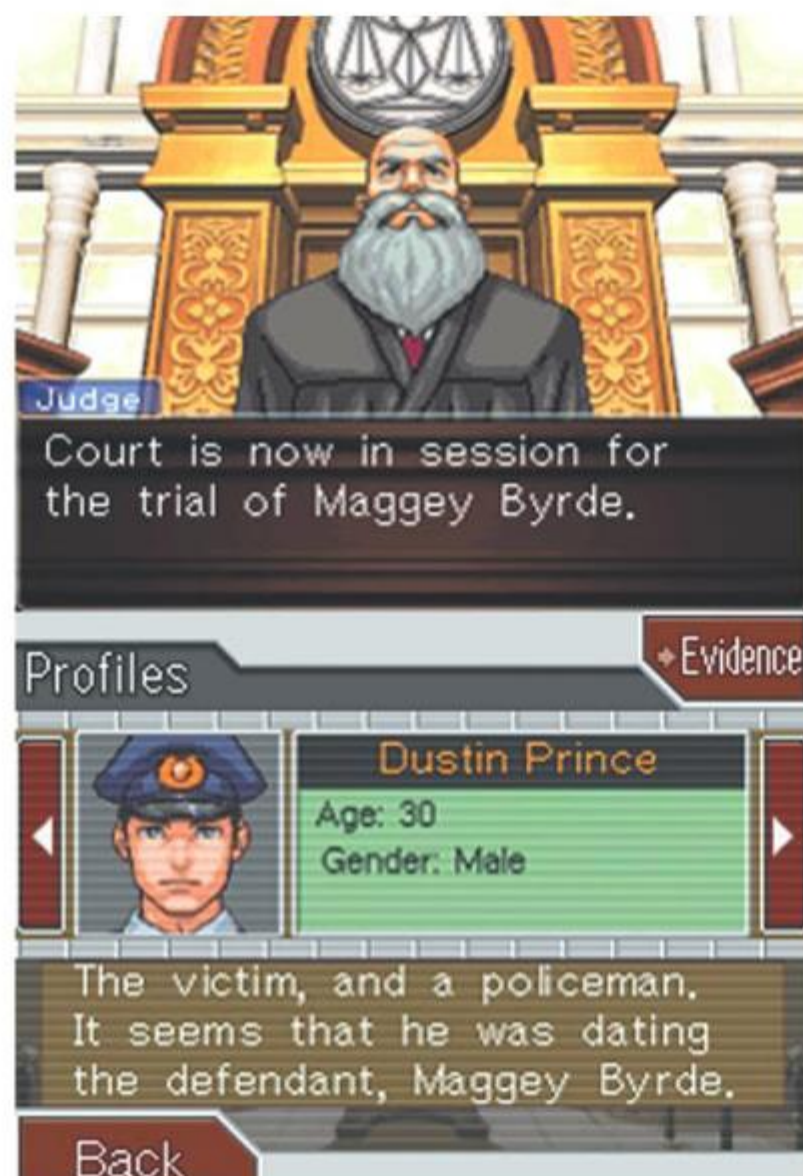 Judge
Court is now in session for
the trial of Maggey Byrde.
Profiles
Evidence
Dustin Prince
Age: 30
Gender: Male
The victim, and a policeman.
It seems that he was dating
the defendant, Maggey Byrde.
Back